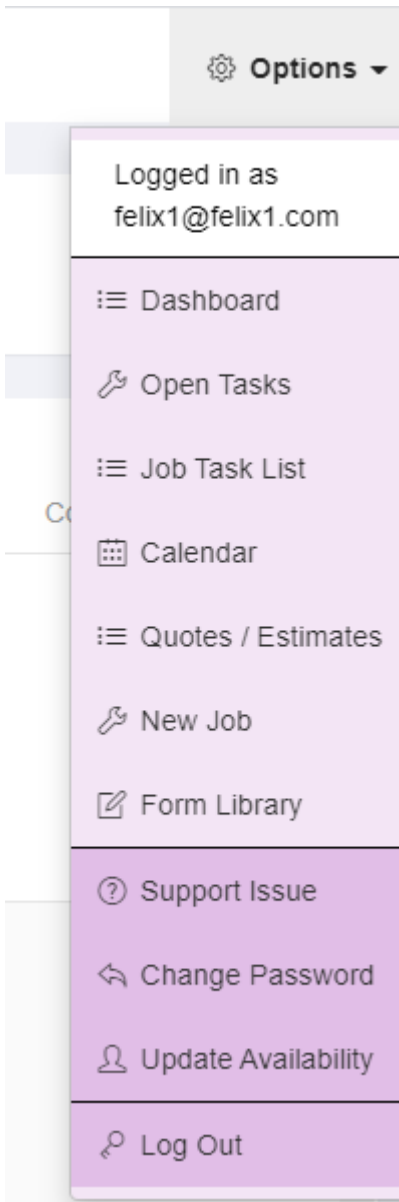 Options
Logged in as
felix1@felix1.com
Dashboard
Open Tasks
Job Task List
Co
Calendar
Quotes / Estimates
New Job
Form Library
Support Issue
Change Password
Update Availability
Log Out